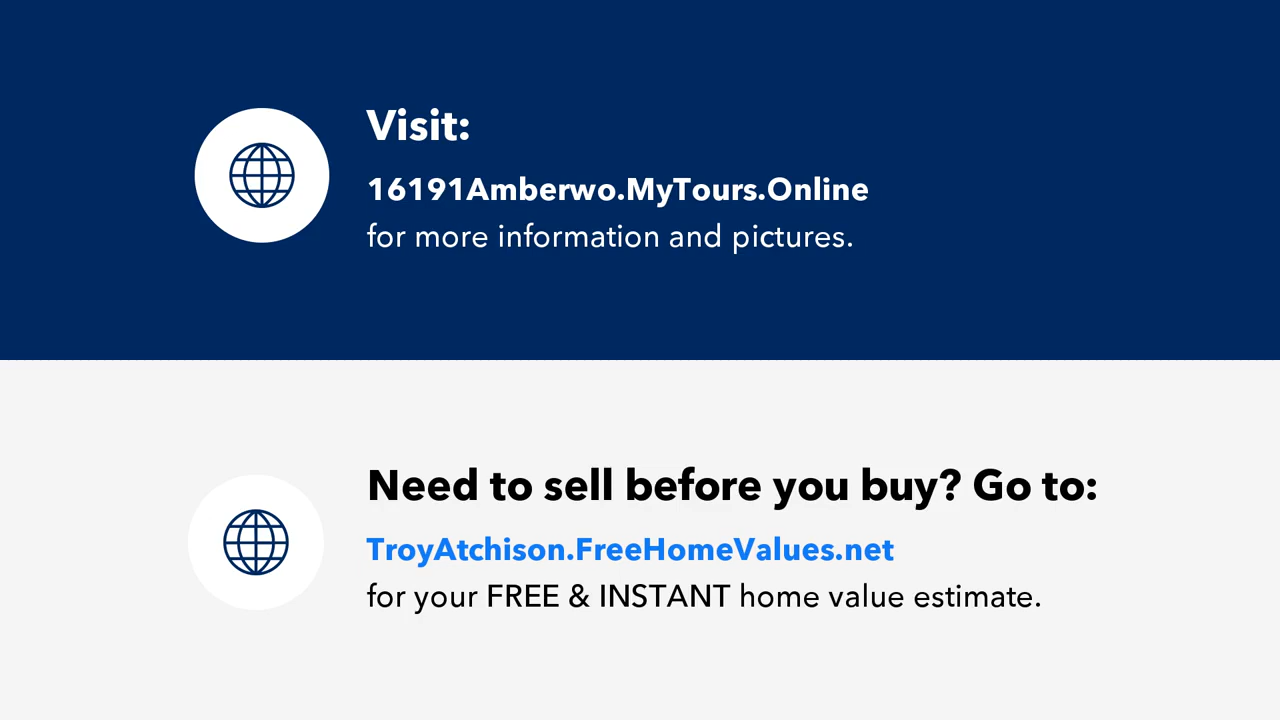 Visit:
16191Amberwo.MyTours.Online
for more information and pictures.
Need to sell before you buy? Go to:
TroyAtchison.FreeHomeValues.net
for your FREE & INSTANT home value estimate.